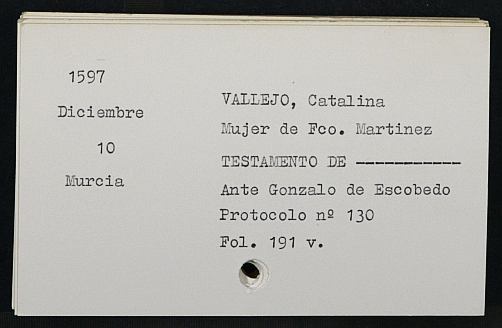 1597
Diciembre
10
Murcia
VALLEJO, Catalina
Mujer de Fco. Martinez
TESTAMENTO DE -----------
Ante Gonzalo de Escobedo
Protocolo nº 130
Fol. 191 v.